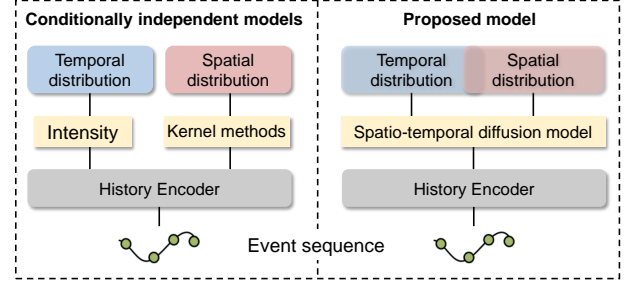 Conditionally independent models
Temporal
distribution
Spatial
distribution
Intensity
Kernel methods
History Encoder
Proposed model
Temporal
distribution
Spatial
distribution
Spatio-temporal diffusion model
History Encoder
Event sequence